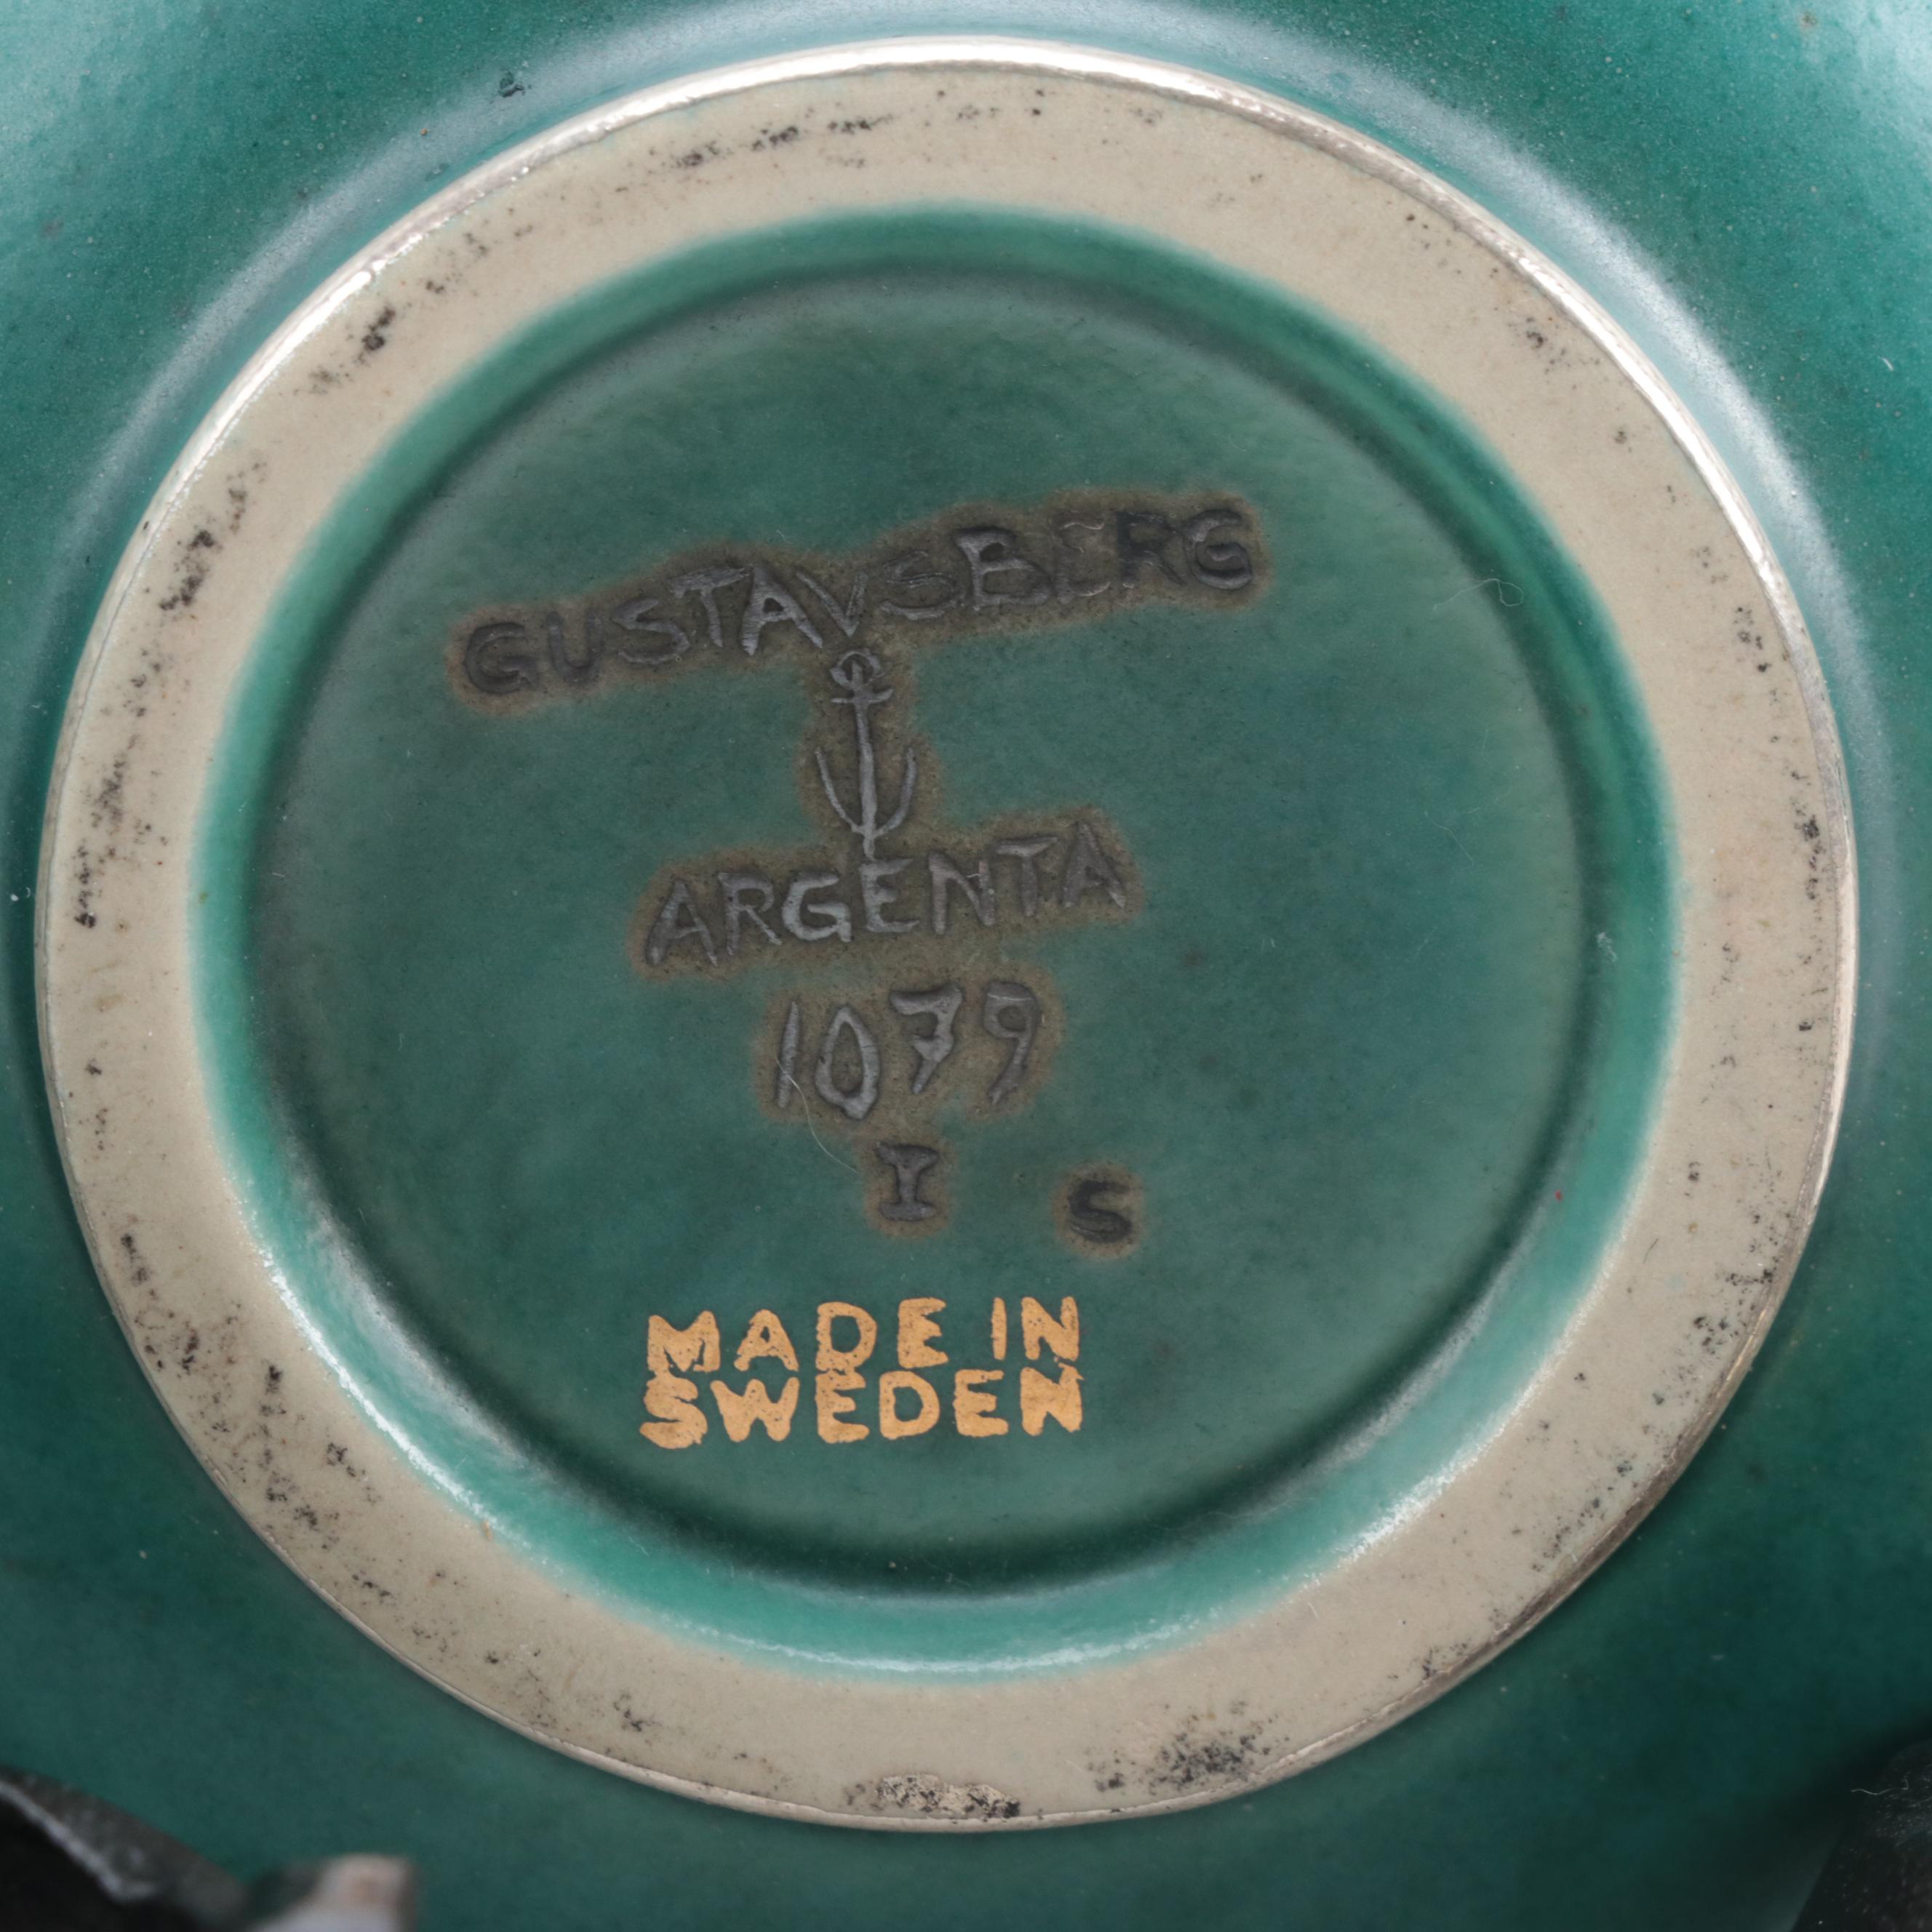 GUSTAVSBERG
ARGENTA
1079
I S
MADE IN
SWEDEN